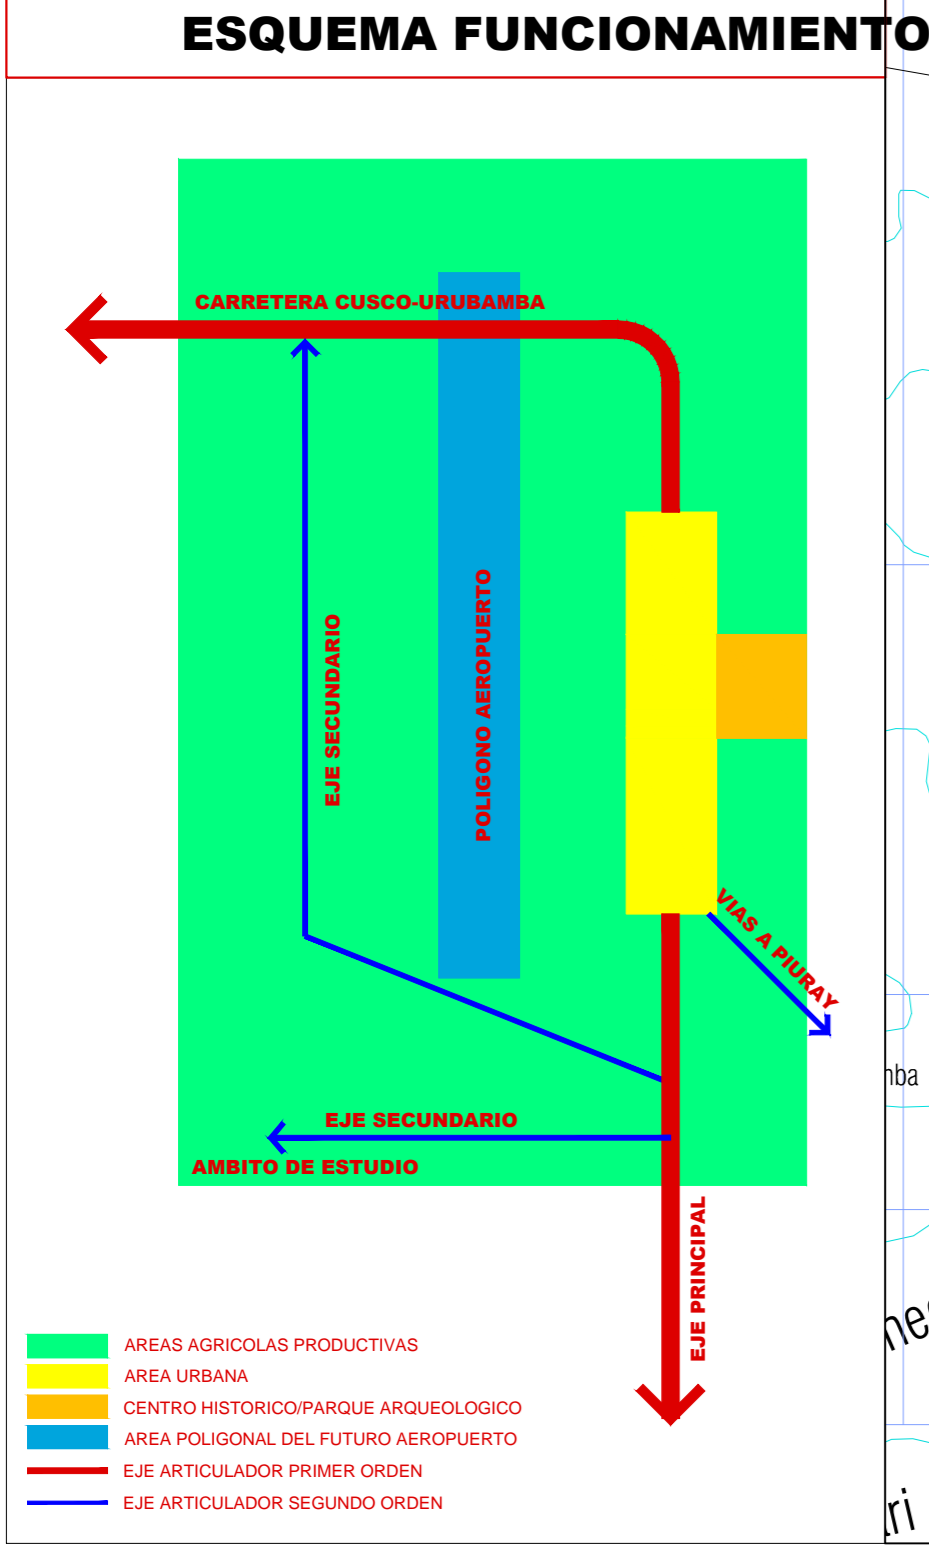 ESQUEMA FUNCIONAMIENTO
CARRETERA CUSCO-URUBAMBA
EJE SECUNDARIO
POLIGONO AEROPUERTO
VIAS A PIURAY
EJE SECUNDARIO
AMBITO DE ESTUDIO
EJE PRINCIPAL
AREAS AGRICOLAS PRODUCTIVAS
AREA URBANA
CENTRO HISTORICO/PARQUE ARQUEOLOGICO
AREA POLIGONAL DEL FUTURO AEROPUERTO
EJE ARTICULADOR PRIMER ORDEN
EJE ARTICULADOR SEGUNDO ORDEN